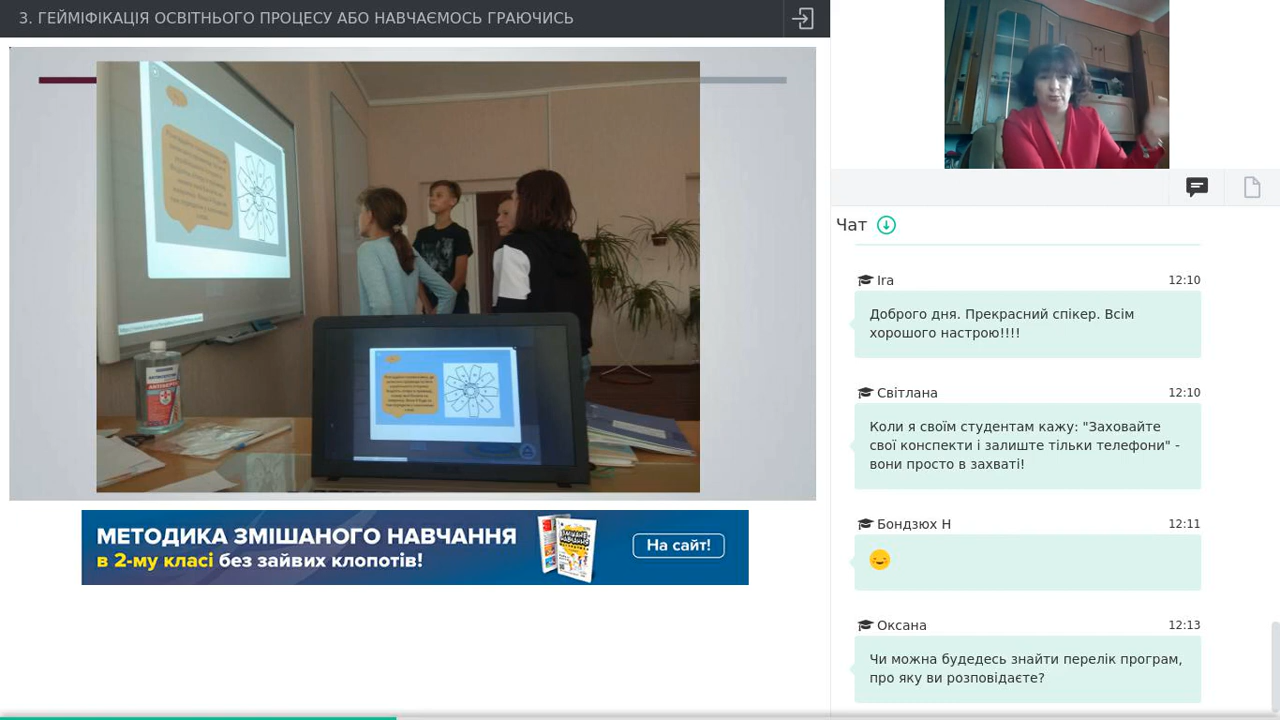 3. ГЕЙМІФІКАЦІЯ ОСВІТНЬОГО ПРОЦЕСУ АБО НАВЧАЄМОСЬ ГРАЮЧИСЬ
МЕТОДИКА ЗМІШАНОГО НАВЧАННЯ
в 2-му класі без зайвих клопотів!
На сайт!
Чат
Ira 12:10
Доброго дня. Прекрасний спікер. Всім
хорошого настрою!!!!
Світлана 12:10
Коли я своїм студентам кажу: "Заховайте
свої конспекти і залиште тільки телефони" -
вони просто в захваті!
Бондзюх Н 12:11
Оксана 12:13
Чи можна будедесь знайти перелік програм,
про яку ви розповідаєте?